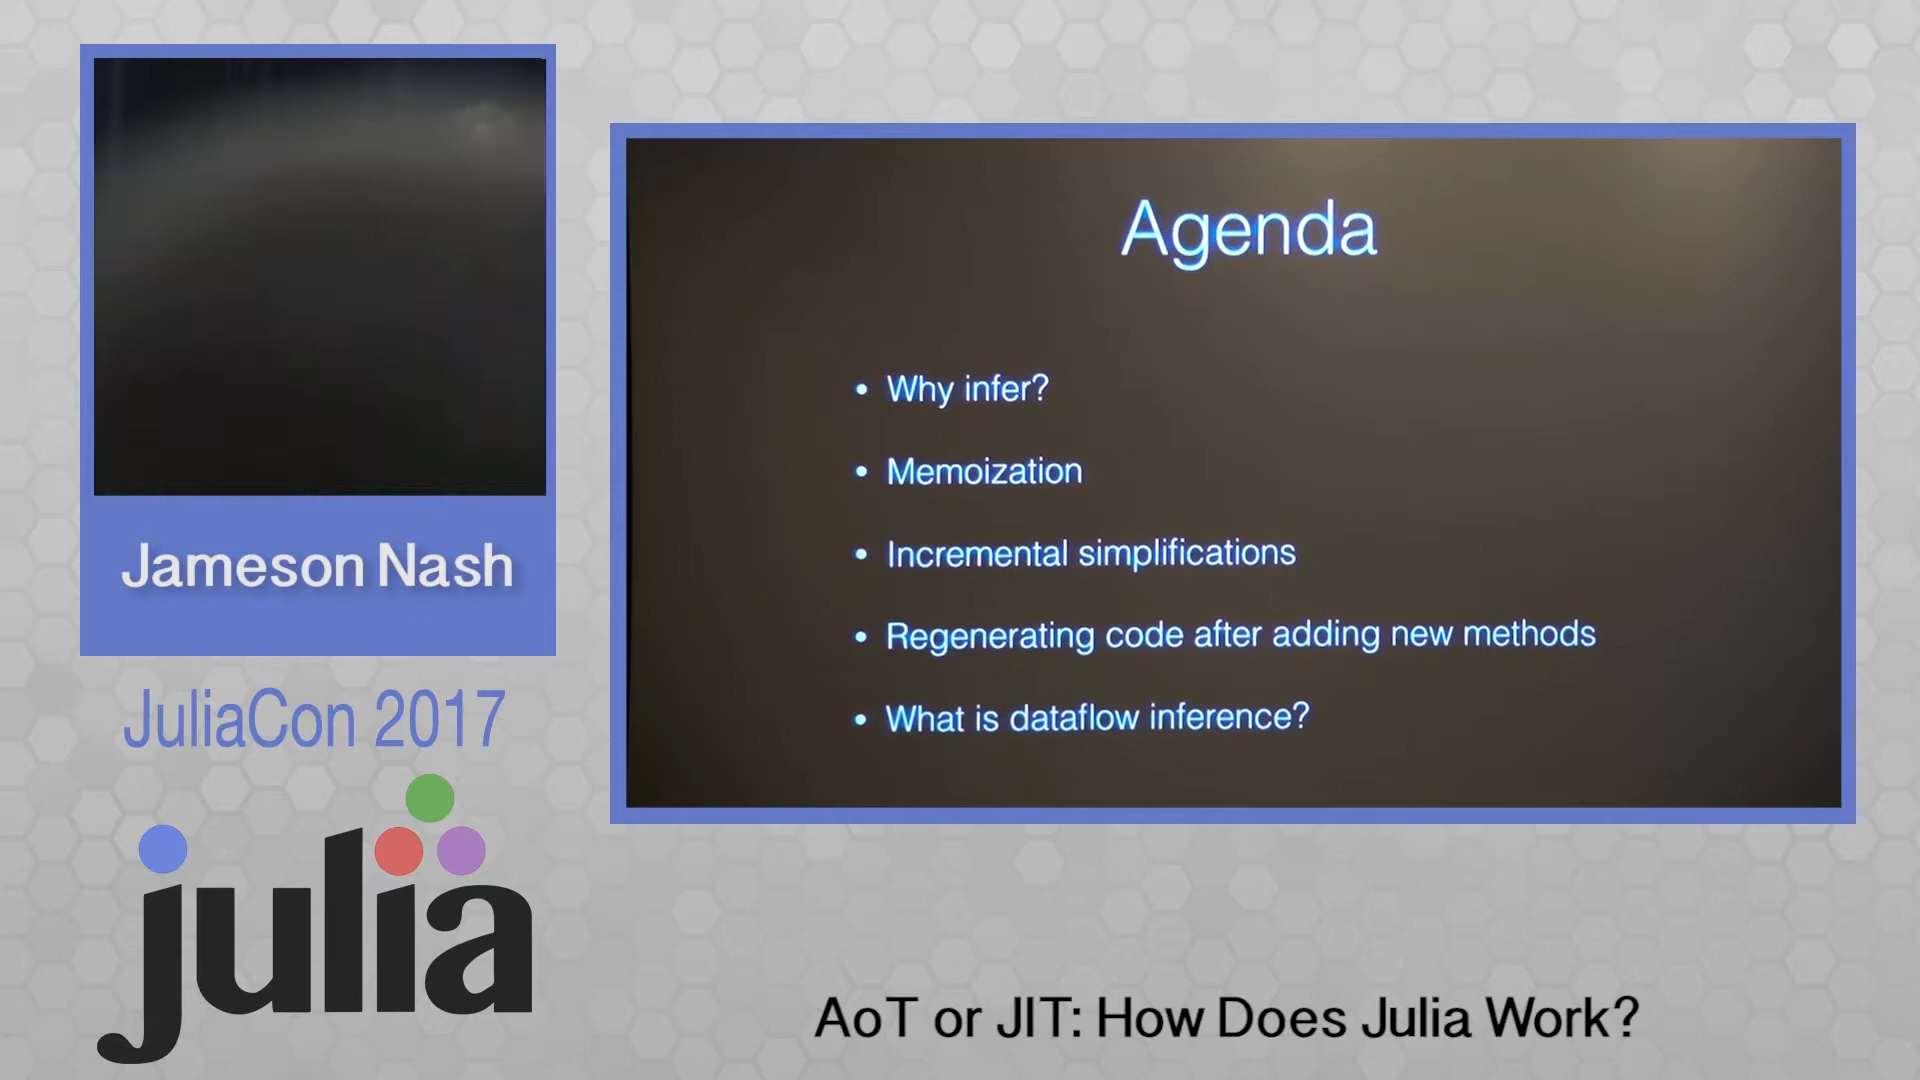 Jameson Nash
JuliaCon 2017
julia
Agenda
• Why infer?
• Memoization
• Incremental simplifications
• Regenerating code after adding new methods
• What is dataflow inference?
AoT or JIT: How Does Julia Work?